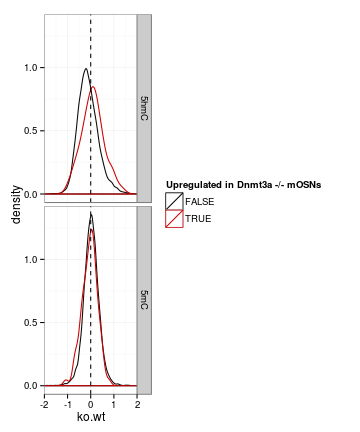 1.0
0.5
0.0
5hmC
density
1.0
0.5
0.0
5mC
-2 -1 0 1 2
ko.wt
Upregulated in Dnmt3a -/- mOSNs
FALSE
TRUE